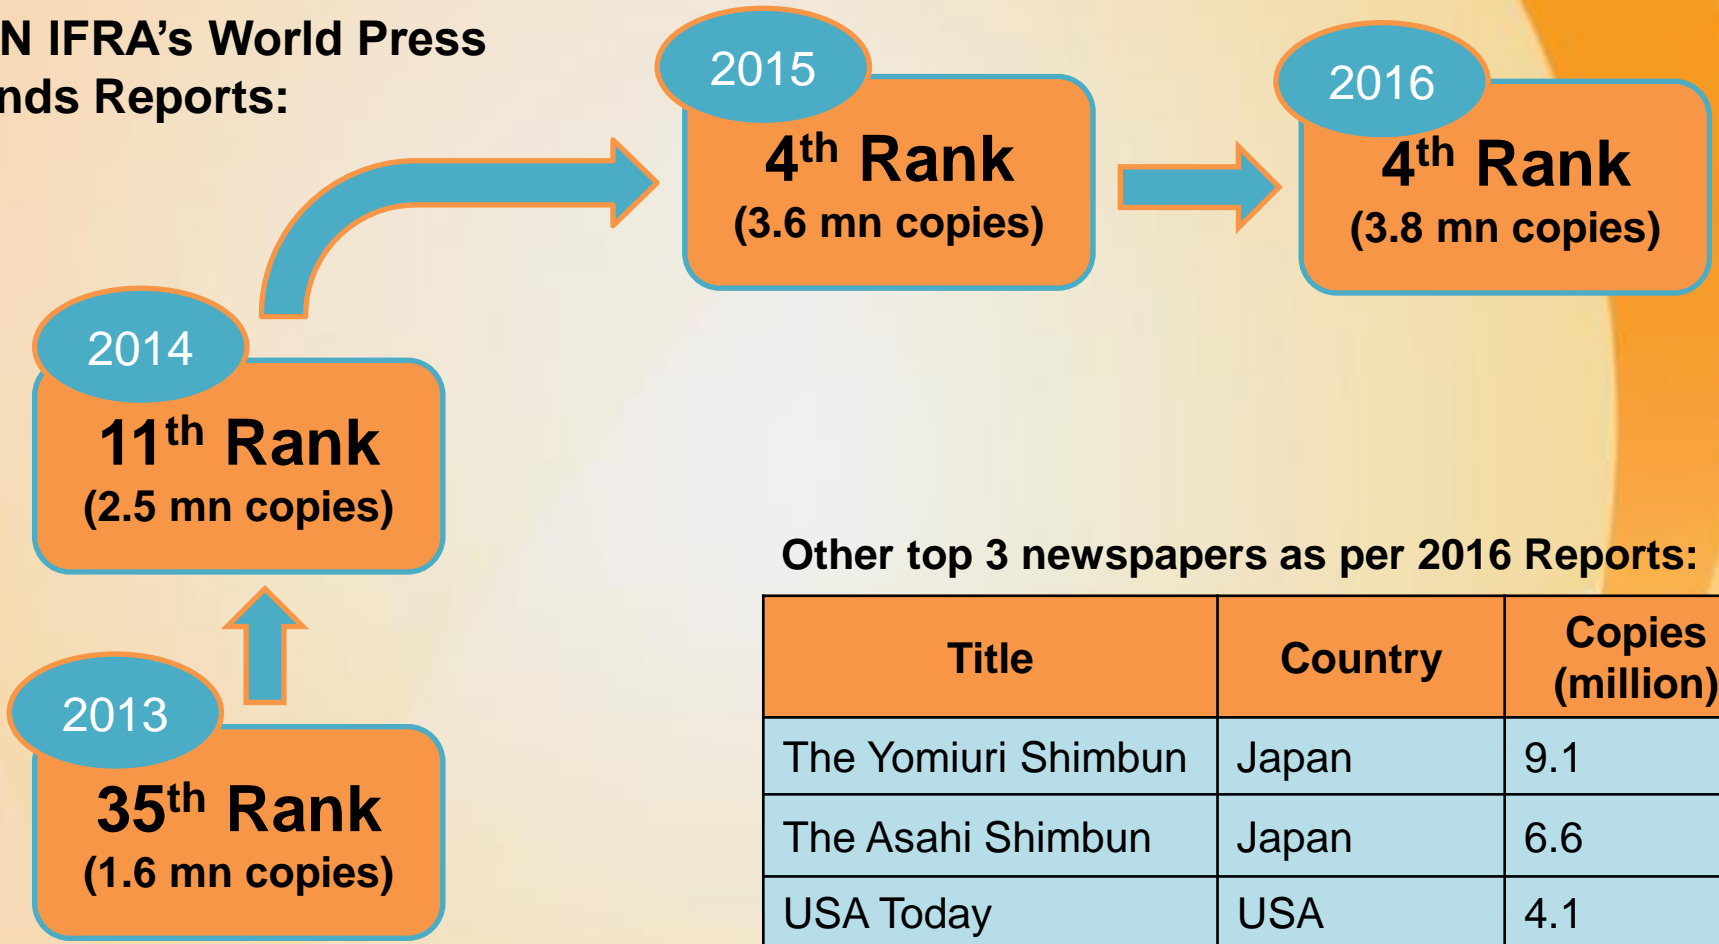 N IFRA's World Press
nds Reports:
2015
4th Rank
(3.6 mn copies)
2016
4th Rank
(3.8 mn copies)
2014
11th Rank
(2.5 mn copies)
2013
35th Rank
(1.6 mn copies)
Other top 3 newspapers as per 2016 Reports:
Title Country Copies
(million)
The Yomiuri Shimbun Japan 9.1
The Asahi Shimbun Japan 6.6
USA Today USA 4.1